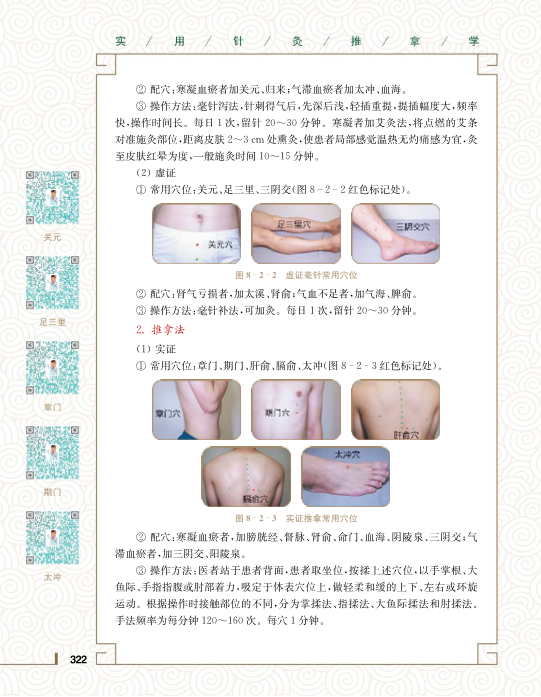 实 / 用 / 针 / 灸 / 推 / 拿 / 学
② 配穴:寒凝血瘀者加关元、归来;气滞血瘀者加太冲、血海。
③ 操作方法:毫针泻法,针刺得气后,先深后浅,轻插重提,提插幅度大,频率
快,操作时间长。每日 1 次,留针 20～30 分钟。寒凝者加艾灸法,将点燃的艾条
对准施灸部位,距离皮肤 2～3 cm 处熏灸,使患者局部感觉温热无灼痛感为宜,灸
至皮肤红晕为度,一般施灸时间 10～15 分钟。
(2) 虚证
① 常用穴位:关元、足三里、三阴交(图 8-2-2 红色标记处)。
关元穴
足三里穴
三阴交穴
图 8-2-2 虚证毫针常用穴位
② 配穴:肾气亏损者,加太溪、肾俞;气血不足者,加气海、脾俞。
③ 操作方法:毫针补法,可加灸。每日 1 次,留针 20～30 分钟。
2. 推拿法
(1) 实证
① 常用穴位:章门、期门、肝俞、膈俞、太冲(图 8-2-3 红色标记处)。
章门穴
期门穴
肝俞穴
膈俞穴
太冲穴
图 8-2-3 实证推拿常用穴位
② 配穴:寒凝血瘀者,加膀胱经、督脉、肾俞、命门、血海、阴陵泉、三阴交;气
滞血瘀者,加三阴交、阳陵泉。
③ 操作方法:医者站于患者背面,患者取坐位,按揉上述穴位,以手掌根、大
鱼际、手指指腹或肘部着力,吸定于体表穴位上,做轻柔和缓的上下、左右或环旋
运动。根据操作时接触部位的不同,分为掌揉法、指揉法、大鱼际揉法和肘揉法。
手法频率为每分钟 120～160 次。每穴 1 分钟。
关元
足三里
章门
期门
太冲
322